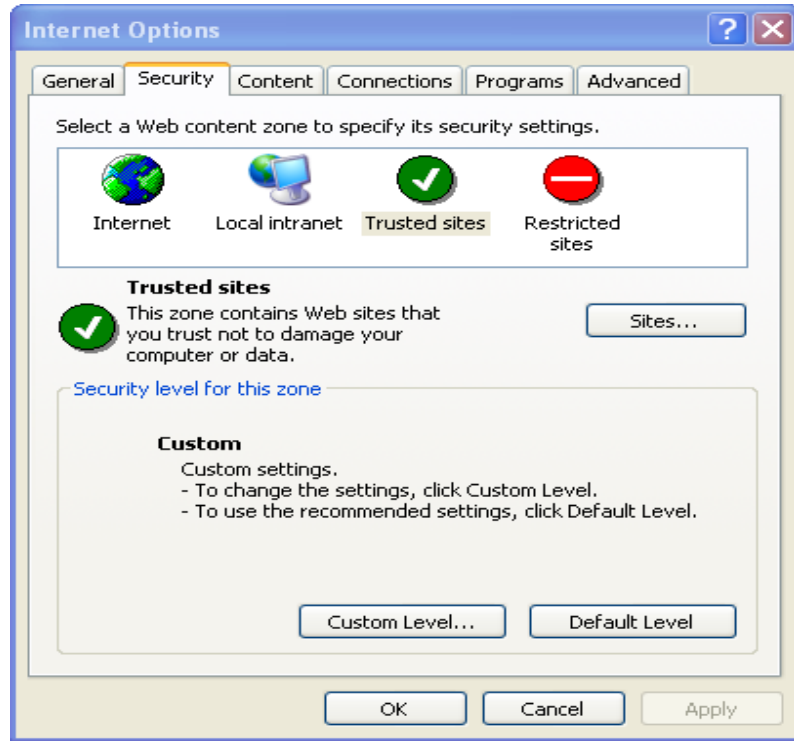 Internet Options
General Security Content Connections Programs Advanced
Select a Web content zone to specify its security settings.
Internet Local intranet Trusted sites Restricted
sites
Trusted sites
This zone contains Web sites that
you trust not to damage your
computer or data.
Sites...
Security level for this zone
Custom
Custom settings.
- To change the settings, click Custom Level.
- To use the recommended settings, click Default Level.
Custom Level... Default Level
OK Cancel Apply